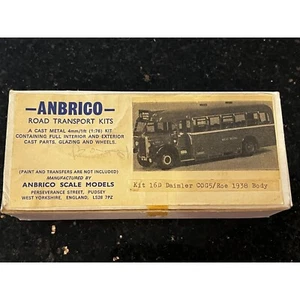 -ANBRICO-
ROAD TRANSPORT KITS
A CAST METAL 4mm/1ft (1:76) KIT
CONTAINING FULL INTERIOR AND EXTERIOR
CAST PARTS, GLAZING AND WHEELS.
(PAINT AND TRANSFERS ARE NOT INCLUDED)
MANUFACTURED BY
ANBRICO SCALE MODELS
PERSEVERANCE STREET, PUDSEY
WEST YORKSHIRE, ENGLAND, LS28 7PZ
Kit 160 Daimler COG5/Roe 1938 Body